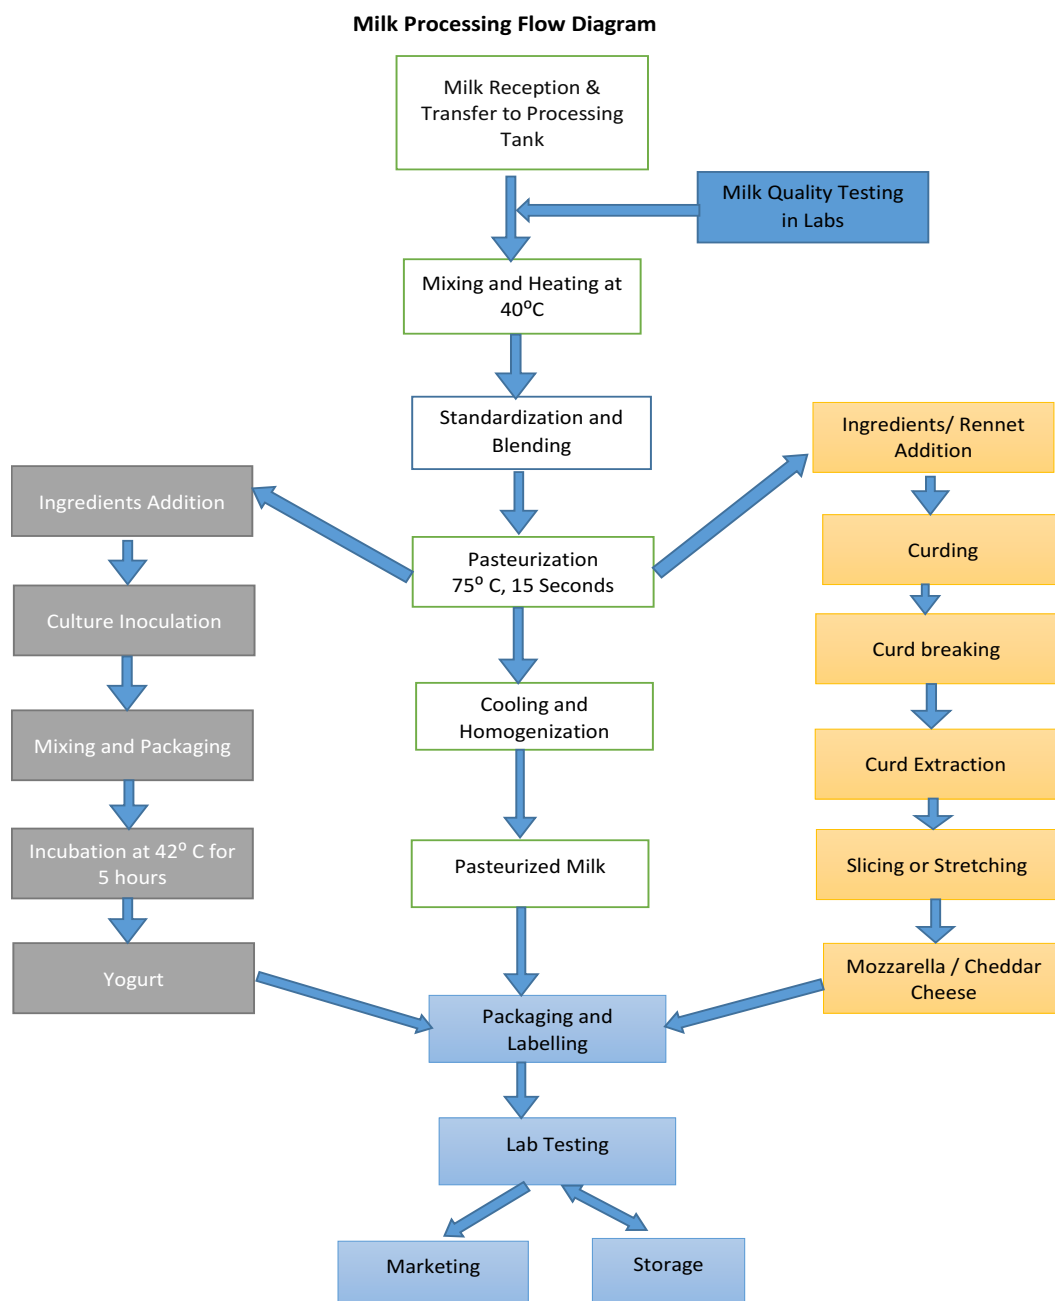 Milk Processing Flow Diagram
Milk Reception &
Transfer to Processing
Tank
Milk Quality Testing
in Labs
Mixing and Heating at
40⁰C
Standardization and
Blending
Ingredients/ Rennet
Addition
Ingredients Addition
Pasteurization
75⁰ C, 15 Seconds
Curding
Culture Inoculation
Curd breaking
Cooling and
Homogenization
Mixing and Packaging
Curd Extraction
Incubation at 42⁰ C for
5 hours
Pasteurized Milk
Slicing or Stretching
Yogurt
Mozzarella / Cheddar
Cheese
Packaging and
Labelling
Lab Testing
Marketing
Storage